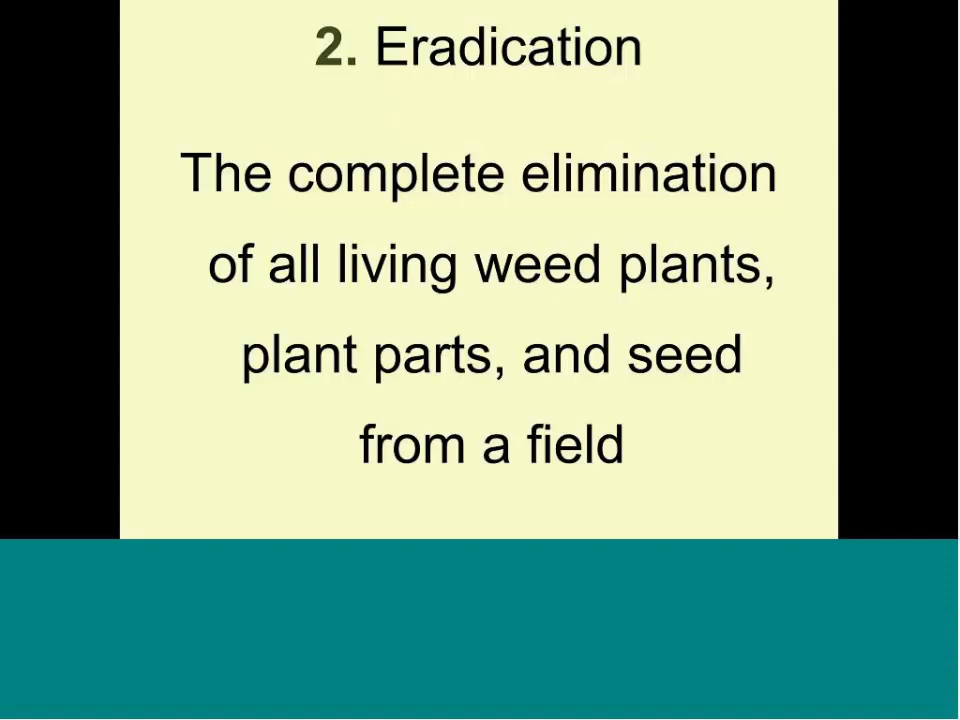 2. Eradication
The complete elimination
of all living weed plants,
plant parts, and seed
from a field